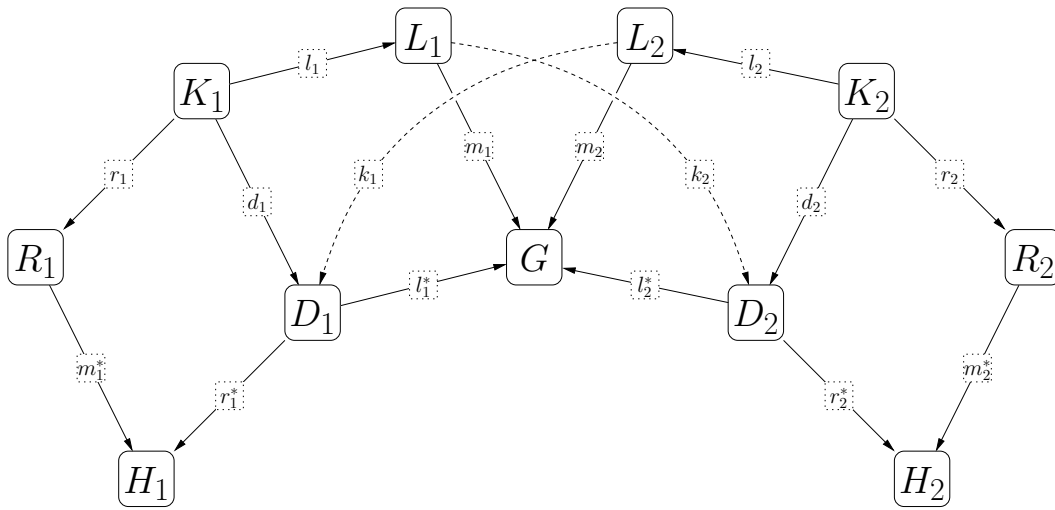 L₁ L₂
l₁ l₂
K₁ K₂
m₁ m₂
r₁ k₁ k₂ r₂
d₁ d₂
R₁ G R₂
l₁* l₂*
D₁ D₂
m₁* m₂*
r₁* r₂*
H₁ H₂